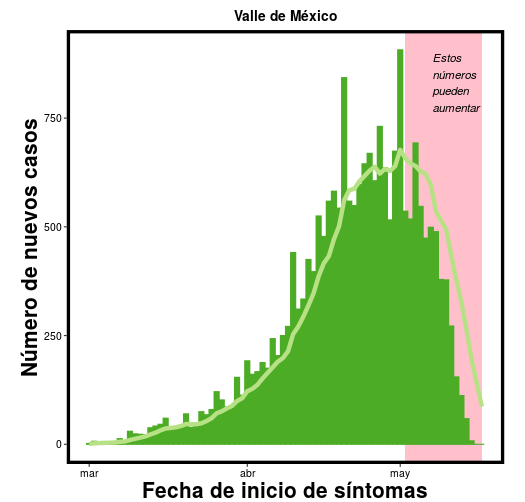 Valle de México
Estos
números
pueden
aumentar
Número de nuevos casos
750
500
250
0
mar
abr
may
Fecha de inicio de síntomas